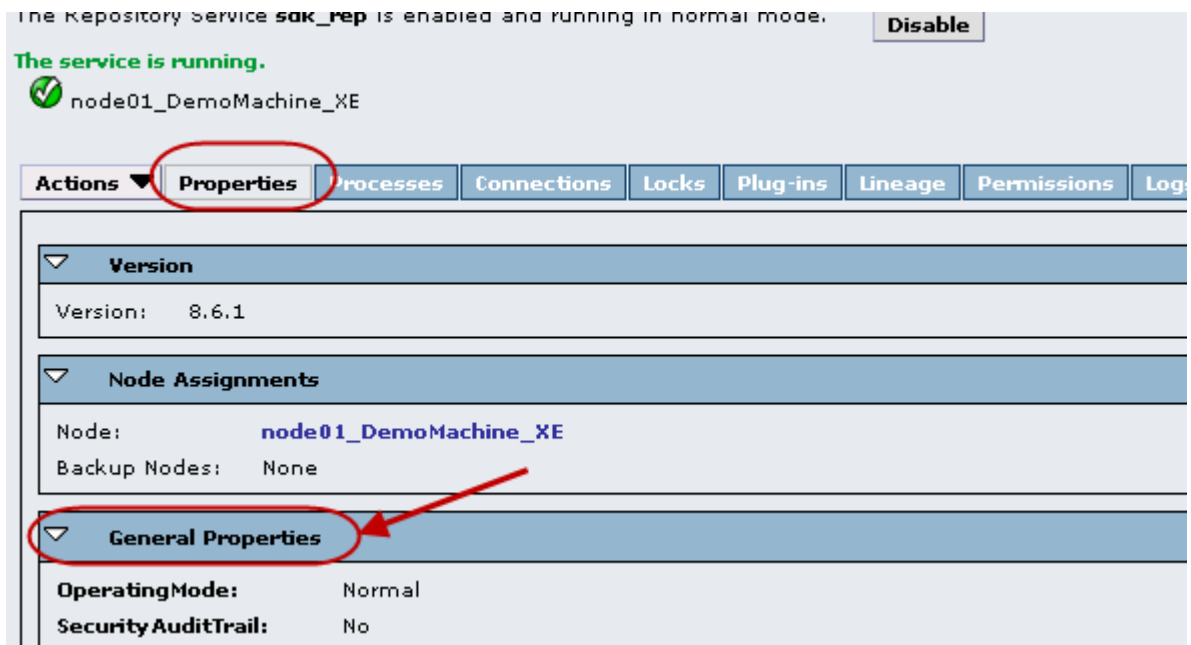 The Repository Service sdk_rep is enabled and running in normal mode.
Disable
The service is running.
node01_DemoMachine_XE
Actions Properties Processes Connections Locks Plug-ins Lineage Permissions Logs
Version
Version: 8.6.1
Node Assignments
Node: node01_DemoMachine_XE
Backup Nodes: None
General Properties
OperatingMode: Normal
SecurityAuditTrail: No